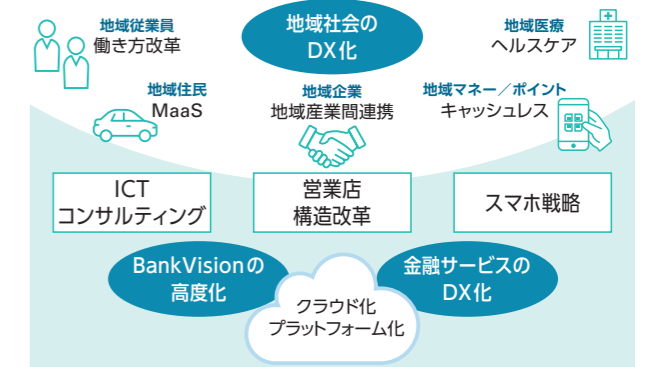 地域従業員
働き方改革
地域社会の
DX化
地域医療
ヘルスケア
地域住民
MaaS
地域企業
地域産業間連携
地域マネー／ポイント
キャッシュレス
ICT
コンサルティング
営業店
構造改革
スマホ戦略
BankVisionの
高度化
金融サービスの
DX化
クラウド化
プラットフォーム化